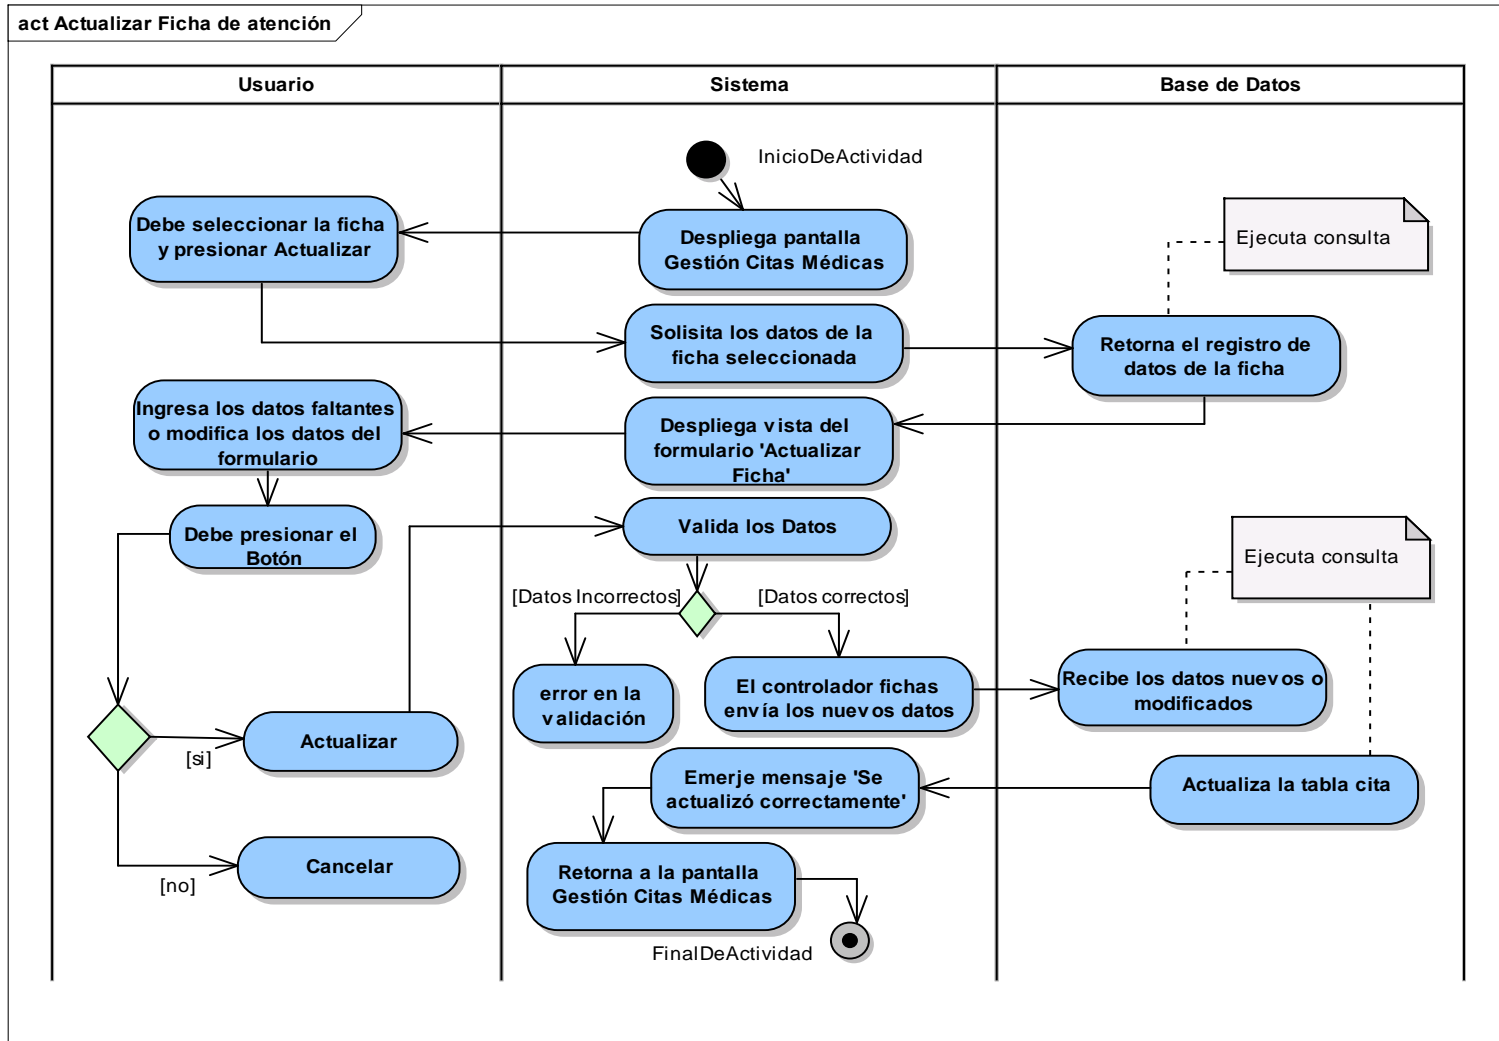 act Actualizar Ficha de atención
Usuario
Sistema
Base de Datos
InicioDeActividad
Debe seleccionar la ficha
y presionar Actualizar
Despliega pantalla
Gestión Citas Médicas
Ejecuta consulta
Solisita los datos de la
ficha seleccionada
Retorna el registro de
datos de la ficha
Ingresa los datos faltantes
o modifica los datos del
formulario
Despliega vista del
formulario 'Actualizar
Ficha'
Debe presionar el
Botón
Valida los Datos
Ejecuta consulta
[Datos Incorrectos]
[Datos correctos]
error en la
validación
El controlador fichas
envía los nuevos datos
Recibe los datos nuevos o
modificados
Actualizar
[si]
Emerje mensaje 'Se
actualizó correctamente'
Actualiza la tabla cita
Cancelar
[no]
Retorna a la pantalla
Gestión Citas Médicas
FinalDeActividad